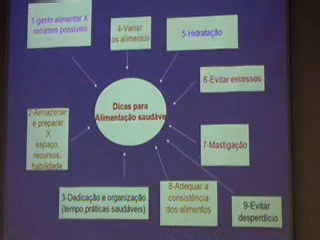 1-gosto alimentar X
recursos possíveis
4-Variar
os alimentos
5-Hidratação
6-Evitar excessos
Dicas para
Alimentação saudáve
2-Armazenar
e preparar
X
espaço,
recursos,
habilidade
7-Mastigação
3-Dedicação e organização
(tempo,práticas saudáveis)
8-Adequar a
consistência
dos alimentos
9-Evitar
desperdício